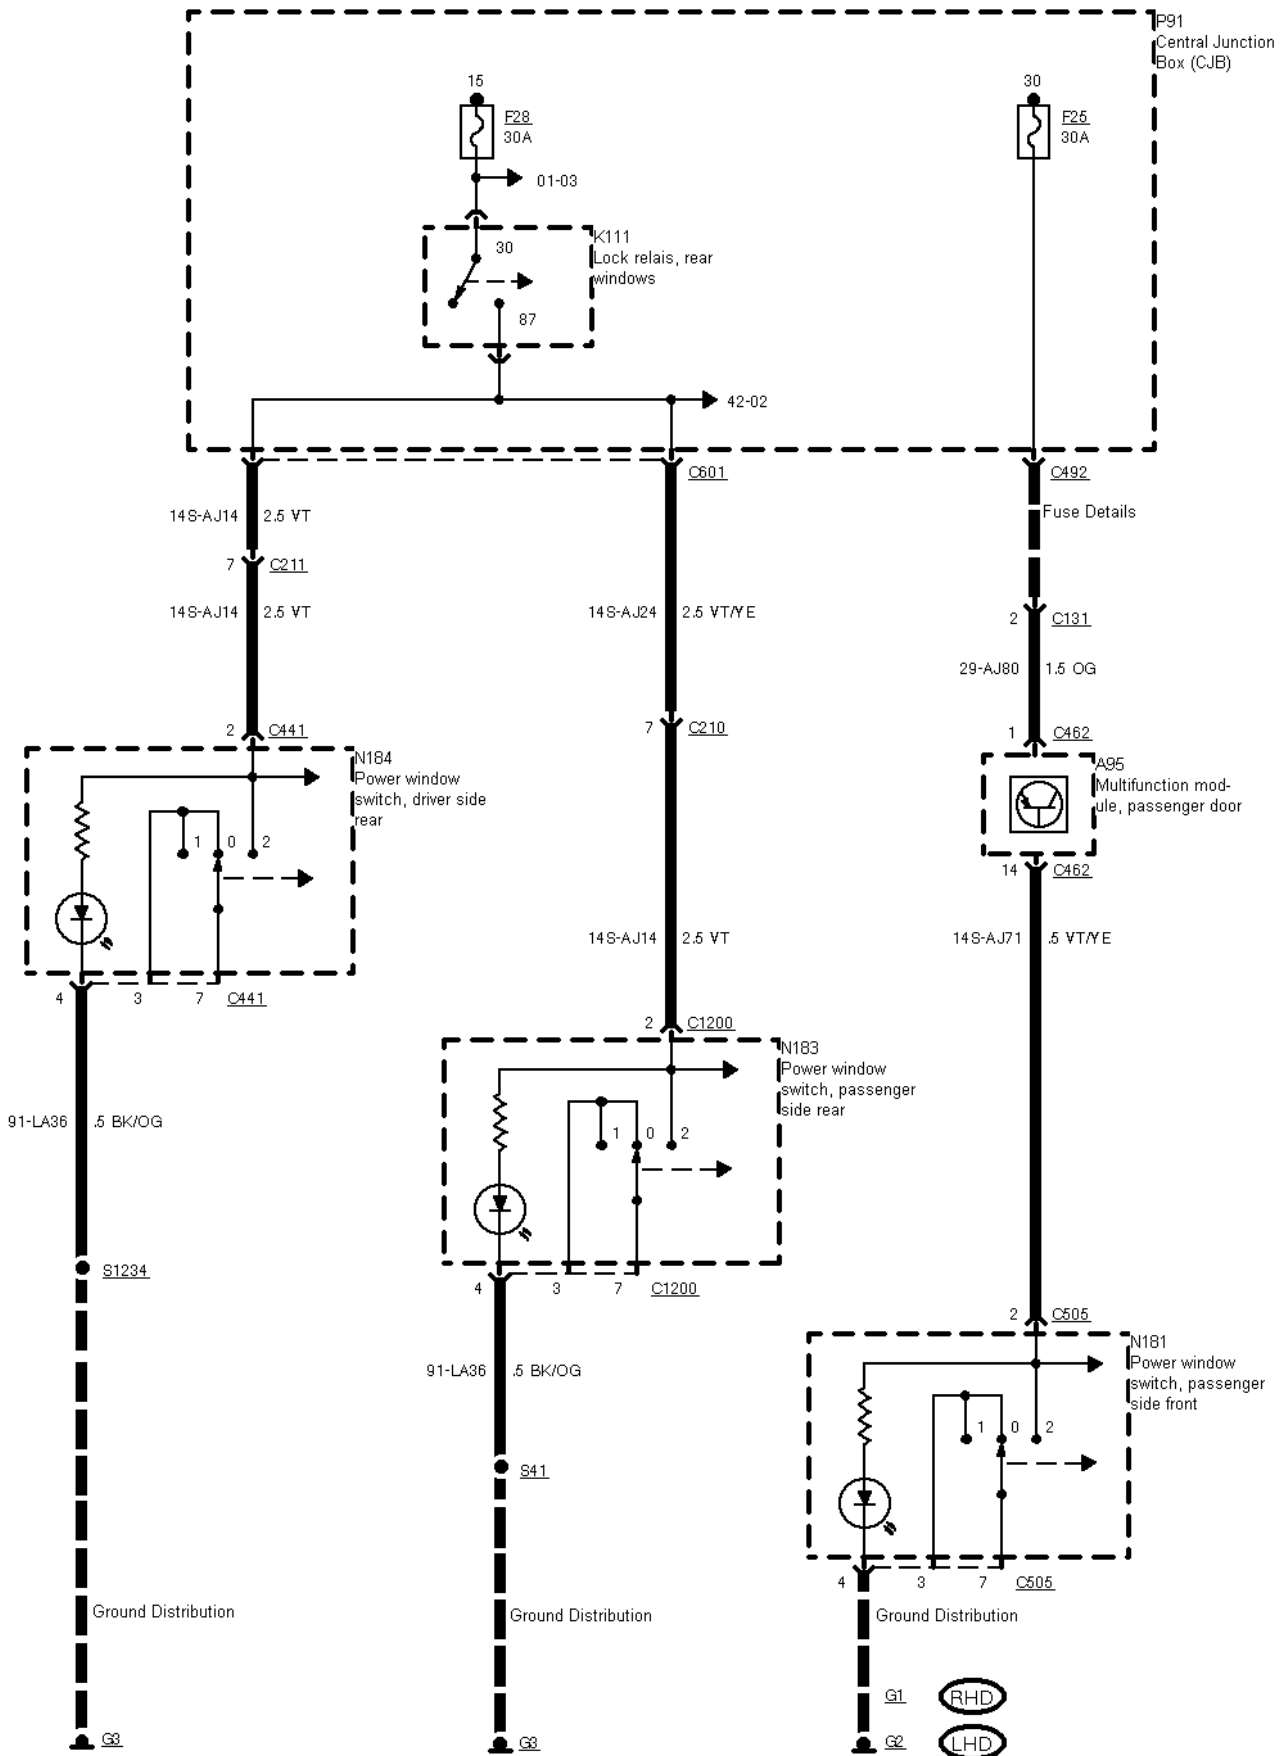 P91
Central Junction
Box (CJB)
15
30
F28
30A
F25
30A
01-03
K111
Lock relais, rear
windows
30
87
42-02
C601
C492
14S-AJ14
2.5 VT
Fuse Details
7
C211
14S-AJ14
2.5 VT
14S-AJ24
2.5 VT/YE
2
C131
29-AJ80
1.5 OG
2
C441
7
C210
1
C462
N184
Power window
switch, driver side
rear
A95
Multifunction mod-
ule, passenger door
1
0
2
14
C462
14S-AJ14
2.5 VT
14S-AJ71
.5 VT/YE
4
3
7
C441
2
C1200
N183
Power window
switch, passenger
side rear
91-LA36
.5 BK/OG
1
0
2
S1234
4
3
7
C1200
2
C505
N181
Power window
switch, passenger
side front
91-LA36
.5 BK/OG
1
0
2
S41
4
3
7
C505
Ground Distribution
Ground Distribution
Ground Distribution
G1
RHD
G3
G3
G2
LHD